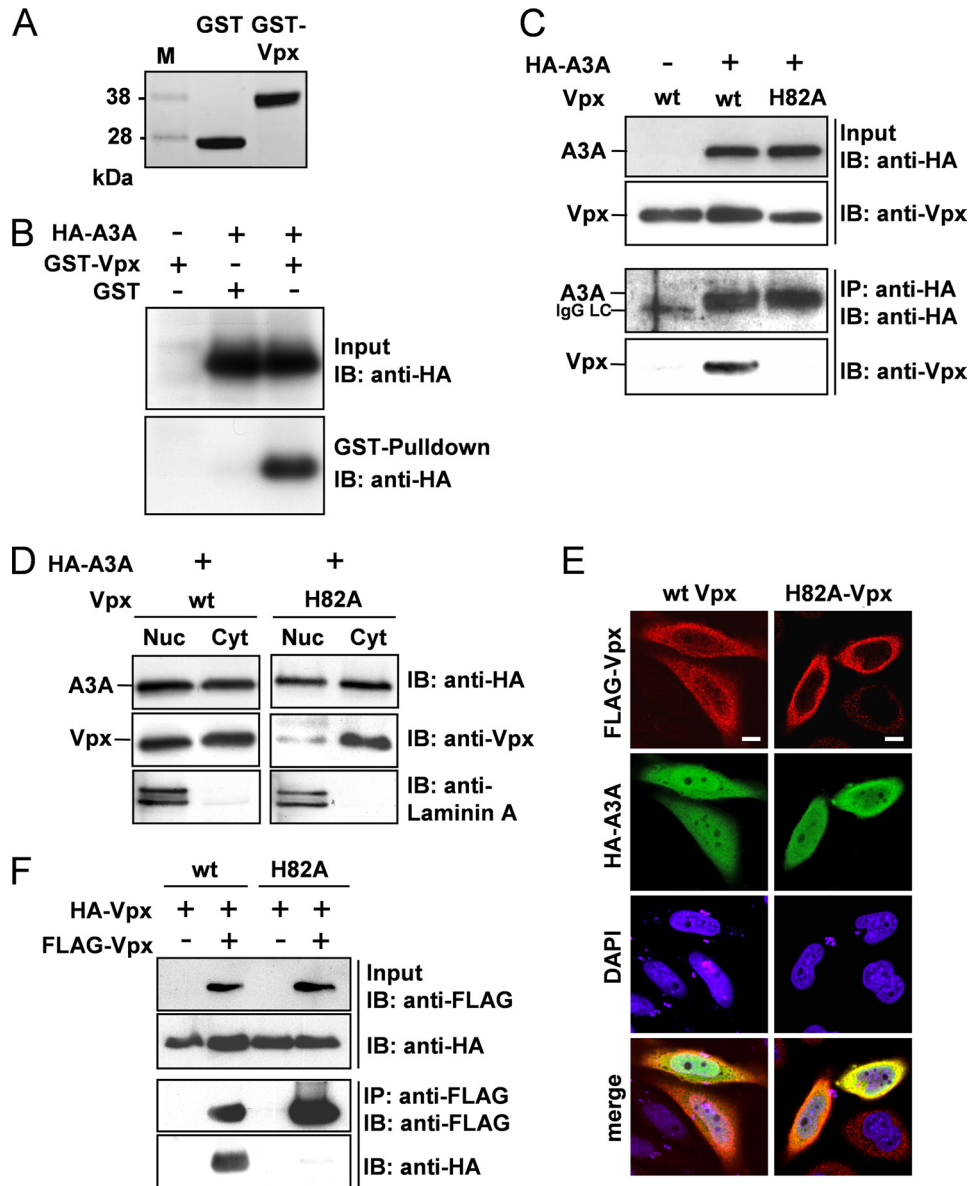 A
GST GST-
Vpx
M
38
28
kDa
B
HA-A3A - + +
GST-Vpx + - +
GST - + -
Input
IB: anti-HA
GST-Pulldown
IB: anti-HA
C
HA-A3A - + +
Vpx wt wt H82A
A3A
Input
IB: anti-HA
Vpx
IB: anti-Vpx
A3A
IgG LC
IP: anti-HA
IB: anti-HA
Vpx
IB: anti-Vpx
D
HA-A3A + +
Vpx wt H82A
Nuc Cyt Nuc Cyt
A3A
IB: anti-HA
Vpx
IB: anti-Vpx
IB: anti-
Laminin A
E
wt Vpx H82A-Vpx
FLAG-Vpx
HA-A3A
DAPI
merge
F
wt H82A
HA-Vpx + + + +
FLAG-Vpx - + - +
Input
IB: anti-FLAG
IB: anti-HA
IP: anti-FLAG
IB: anti-FLAG
IB: anti-HA